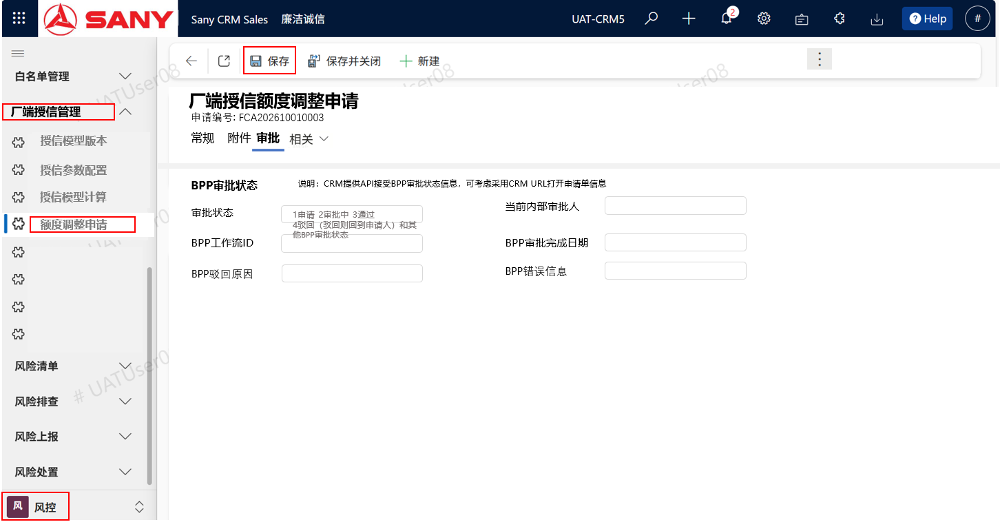 SANY
Sany CRM Sales 廉洁诚信
UAT-CRM5
2
? Help
#
白名单管理
厂端授信管理
授信模型版本
授信参数配置
授信模型计算
额度调整申请
风险清单
风险排查
风险上报
风险处置
风 风控
保存
保存并关闭
新建
厂端授信额度调整申请
申请编号: FCA202610010003
常规 附件 审批 相关
BPP审批状态
说明：CRM提供API接受BPP审批状态信息，可考虑采用CRM URL打开申请单信息
审批状态
1申请 2审批中 3通过
4驳回（驳回则回到申请人）和其
他BPP审批状态
当前内部审批人
BPP工作流ID
BPP审批完成日期
BPP驳回原因
BPP错误信息
UATUser08
# UATUser08